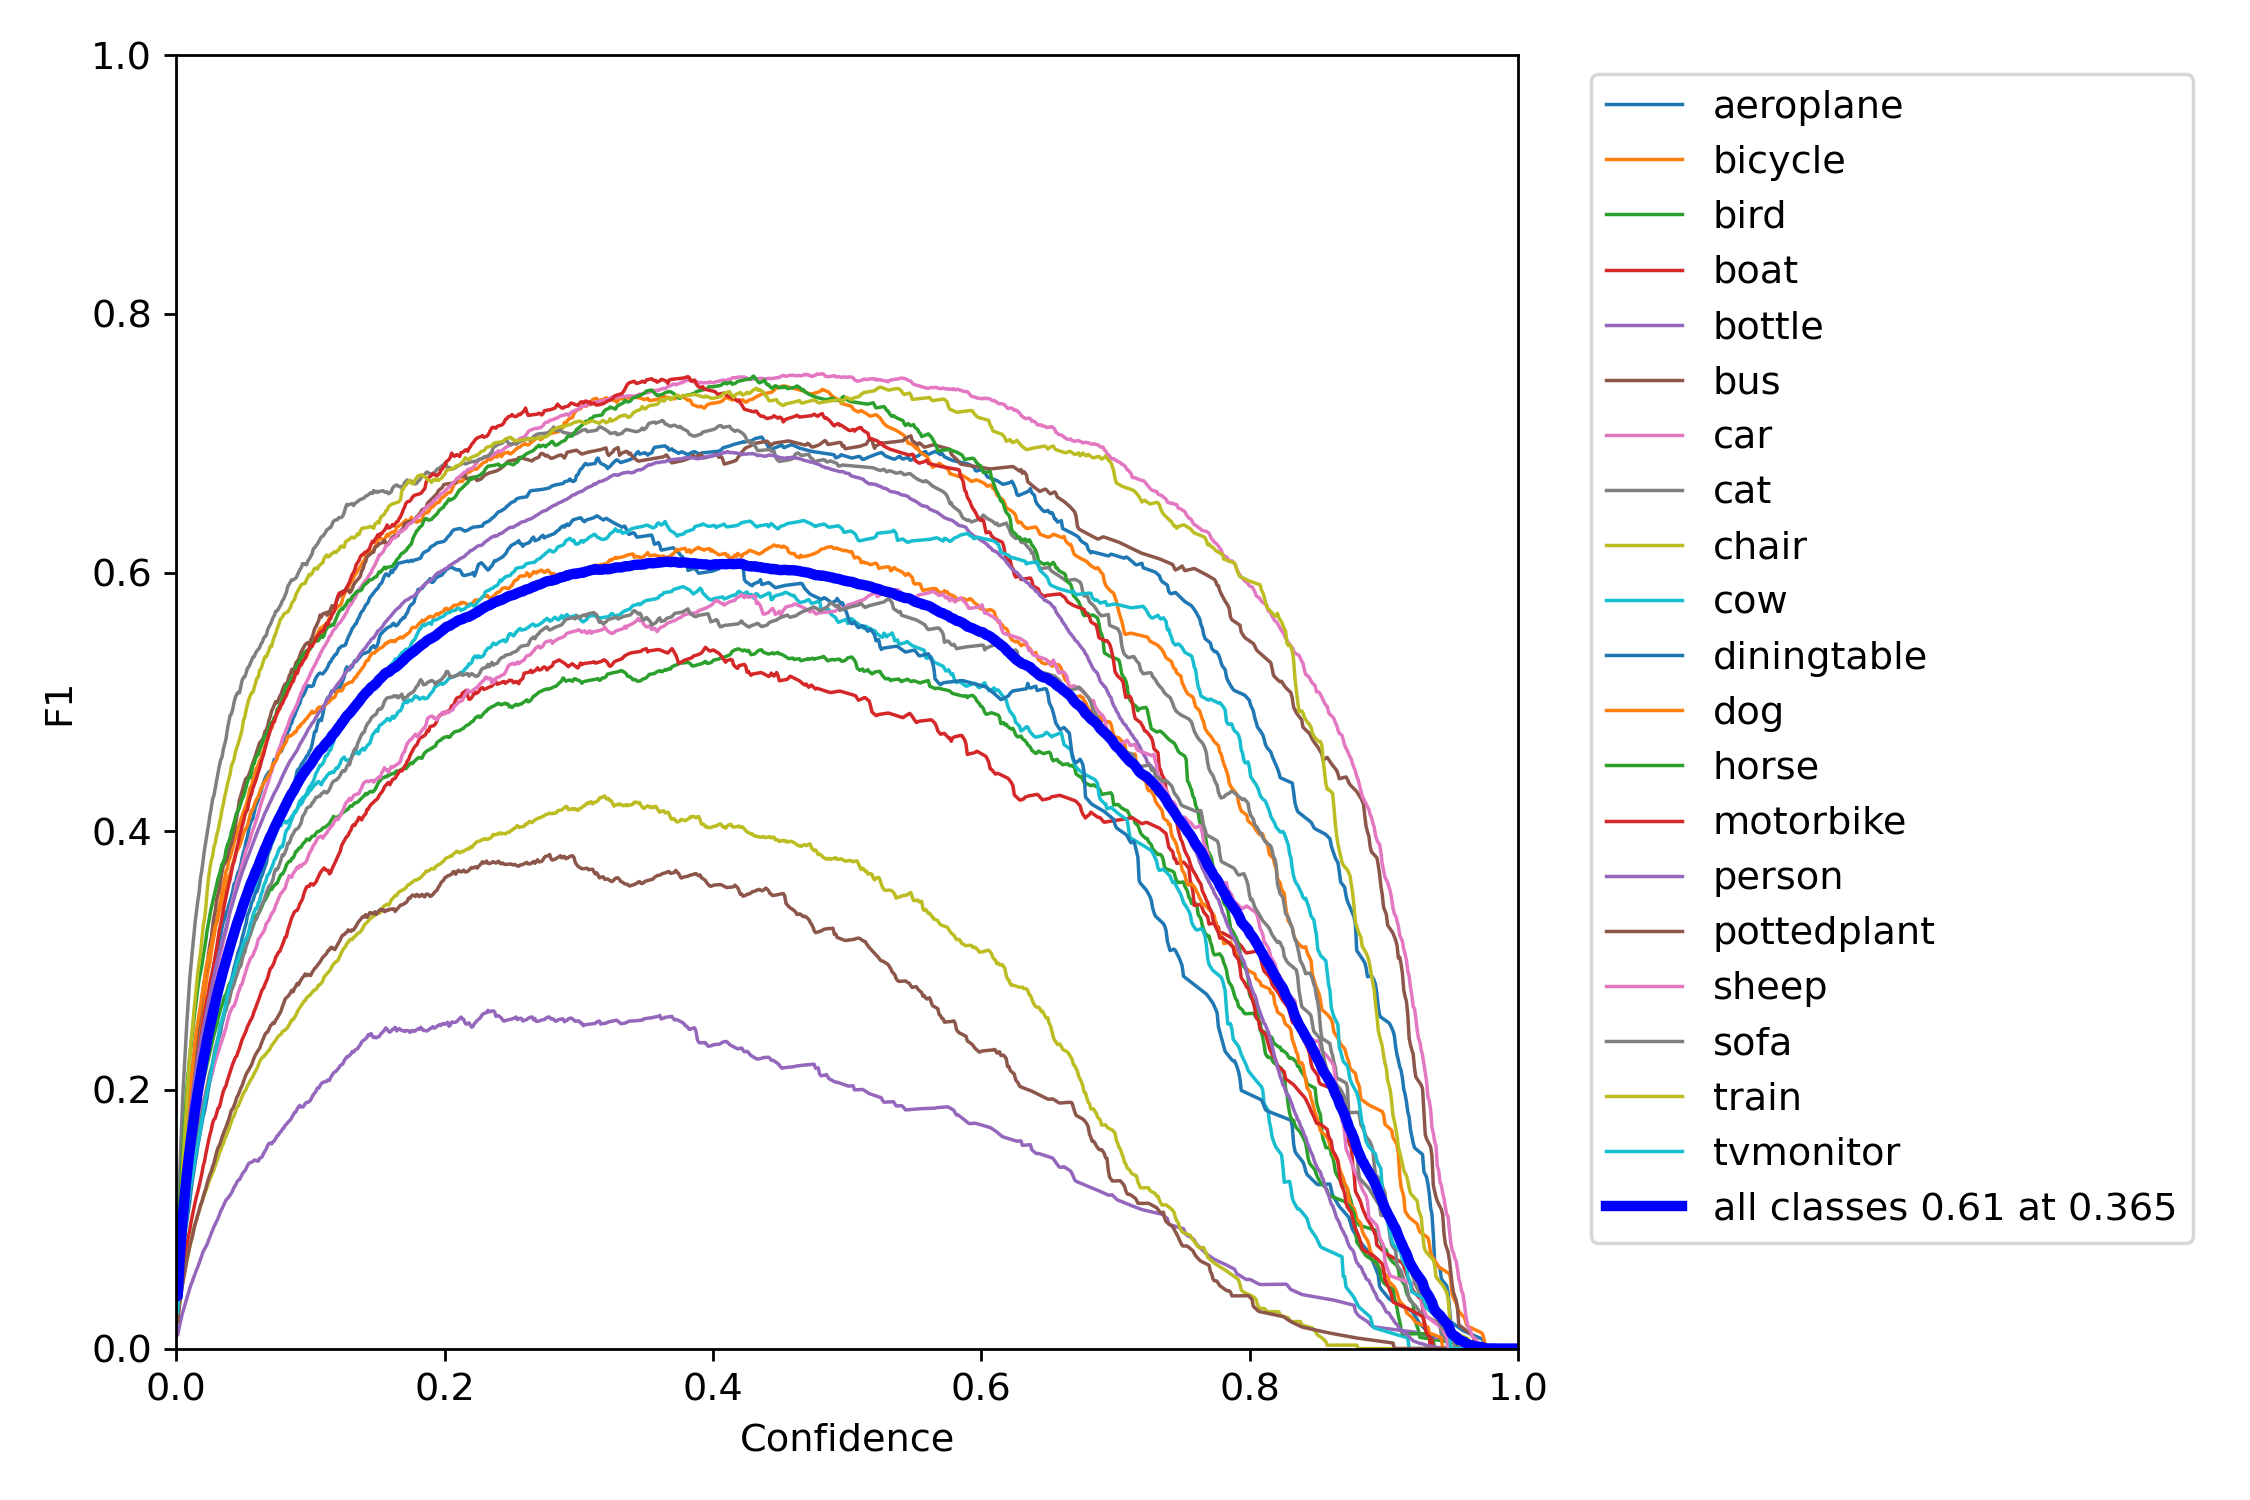 1.0
0.8
0.6
0.4
0.2
0.0
F1
0.0 0.2 0.4 0.6 0.8 1.0
Confidence
aeroplane
bicycle
bird
boat
bottle
bus
car
cat
chair
cow
diningtable
dog
horse
motorbike
person
pottedplant
sheep
sofa
train
tvmonitor
all classes 0.61 at 0.365